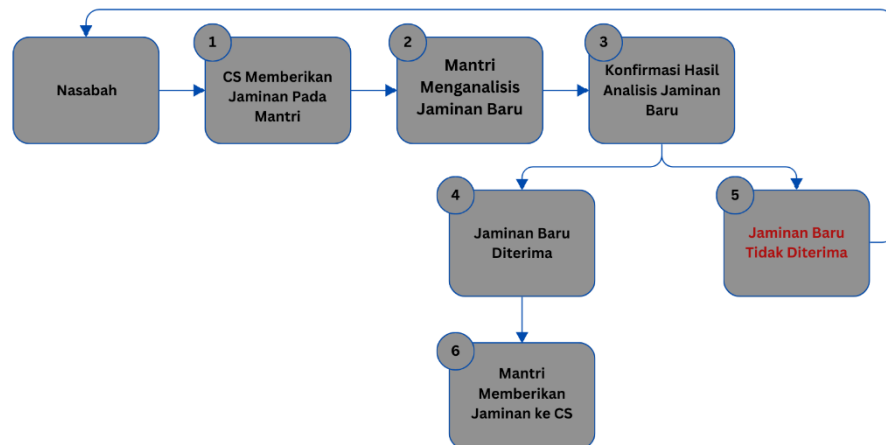 Nasabah
1
CS Memberikan
Jaminan Pada
Mantri
2
Mantri
Menganalisis
Jaminan Baru
3
Konfirmasi Hasil
Analisis Jaminan
Baru
4
Jaminan Baru
Diterima
5
Jaminan Baru
Tidak Diterima
6
Mantri
Memberikan
Jaminan ke CS